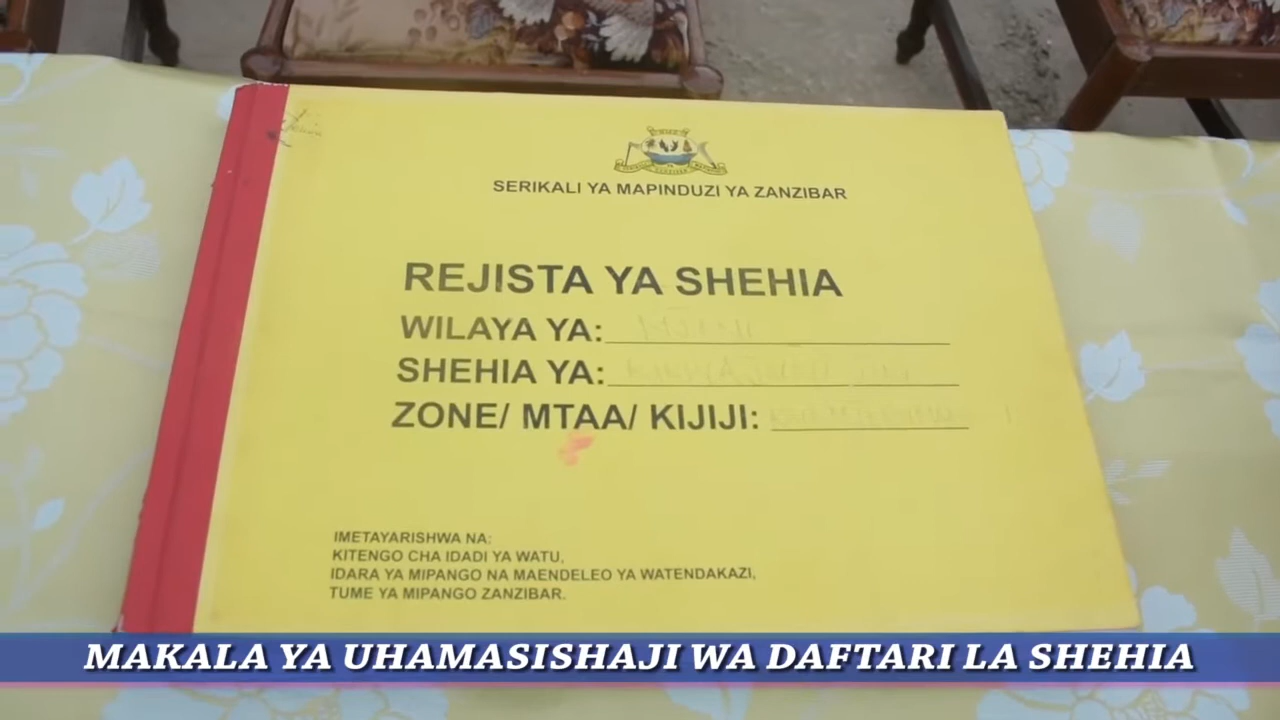 SERIKALI YA MAPINDUZI YA ZANZIBAR
REJISTA YA SHEHIA
WILAYA YA:
SHEHIA YA:
ZONE/ MTAA/ KIJIJI:
IMETAYARISHWA NA:
KITENGO CHA IDADI YA WATU,
IDARA YA MIPANGO NA MAENDELEO YA WATENDAKAZI,
TUME YA MIPANGO ZANZIBAR.
MAKALA YA UHAMASISHAJI WA DAFTARI LA SHEHIA